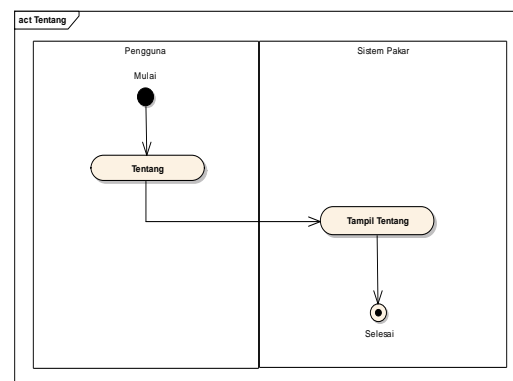 act Tentang
Pengguna
Sistem Pakar
Mulai
Tentang
Tampil Tentang
Selesai